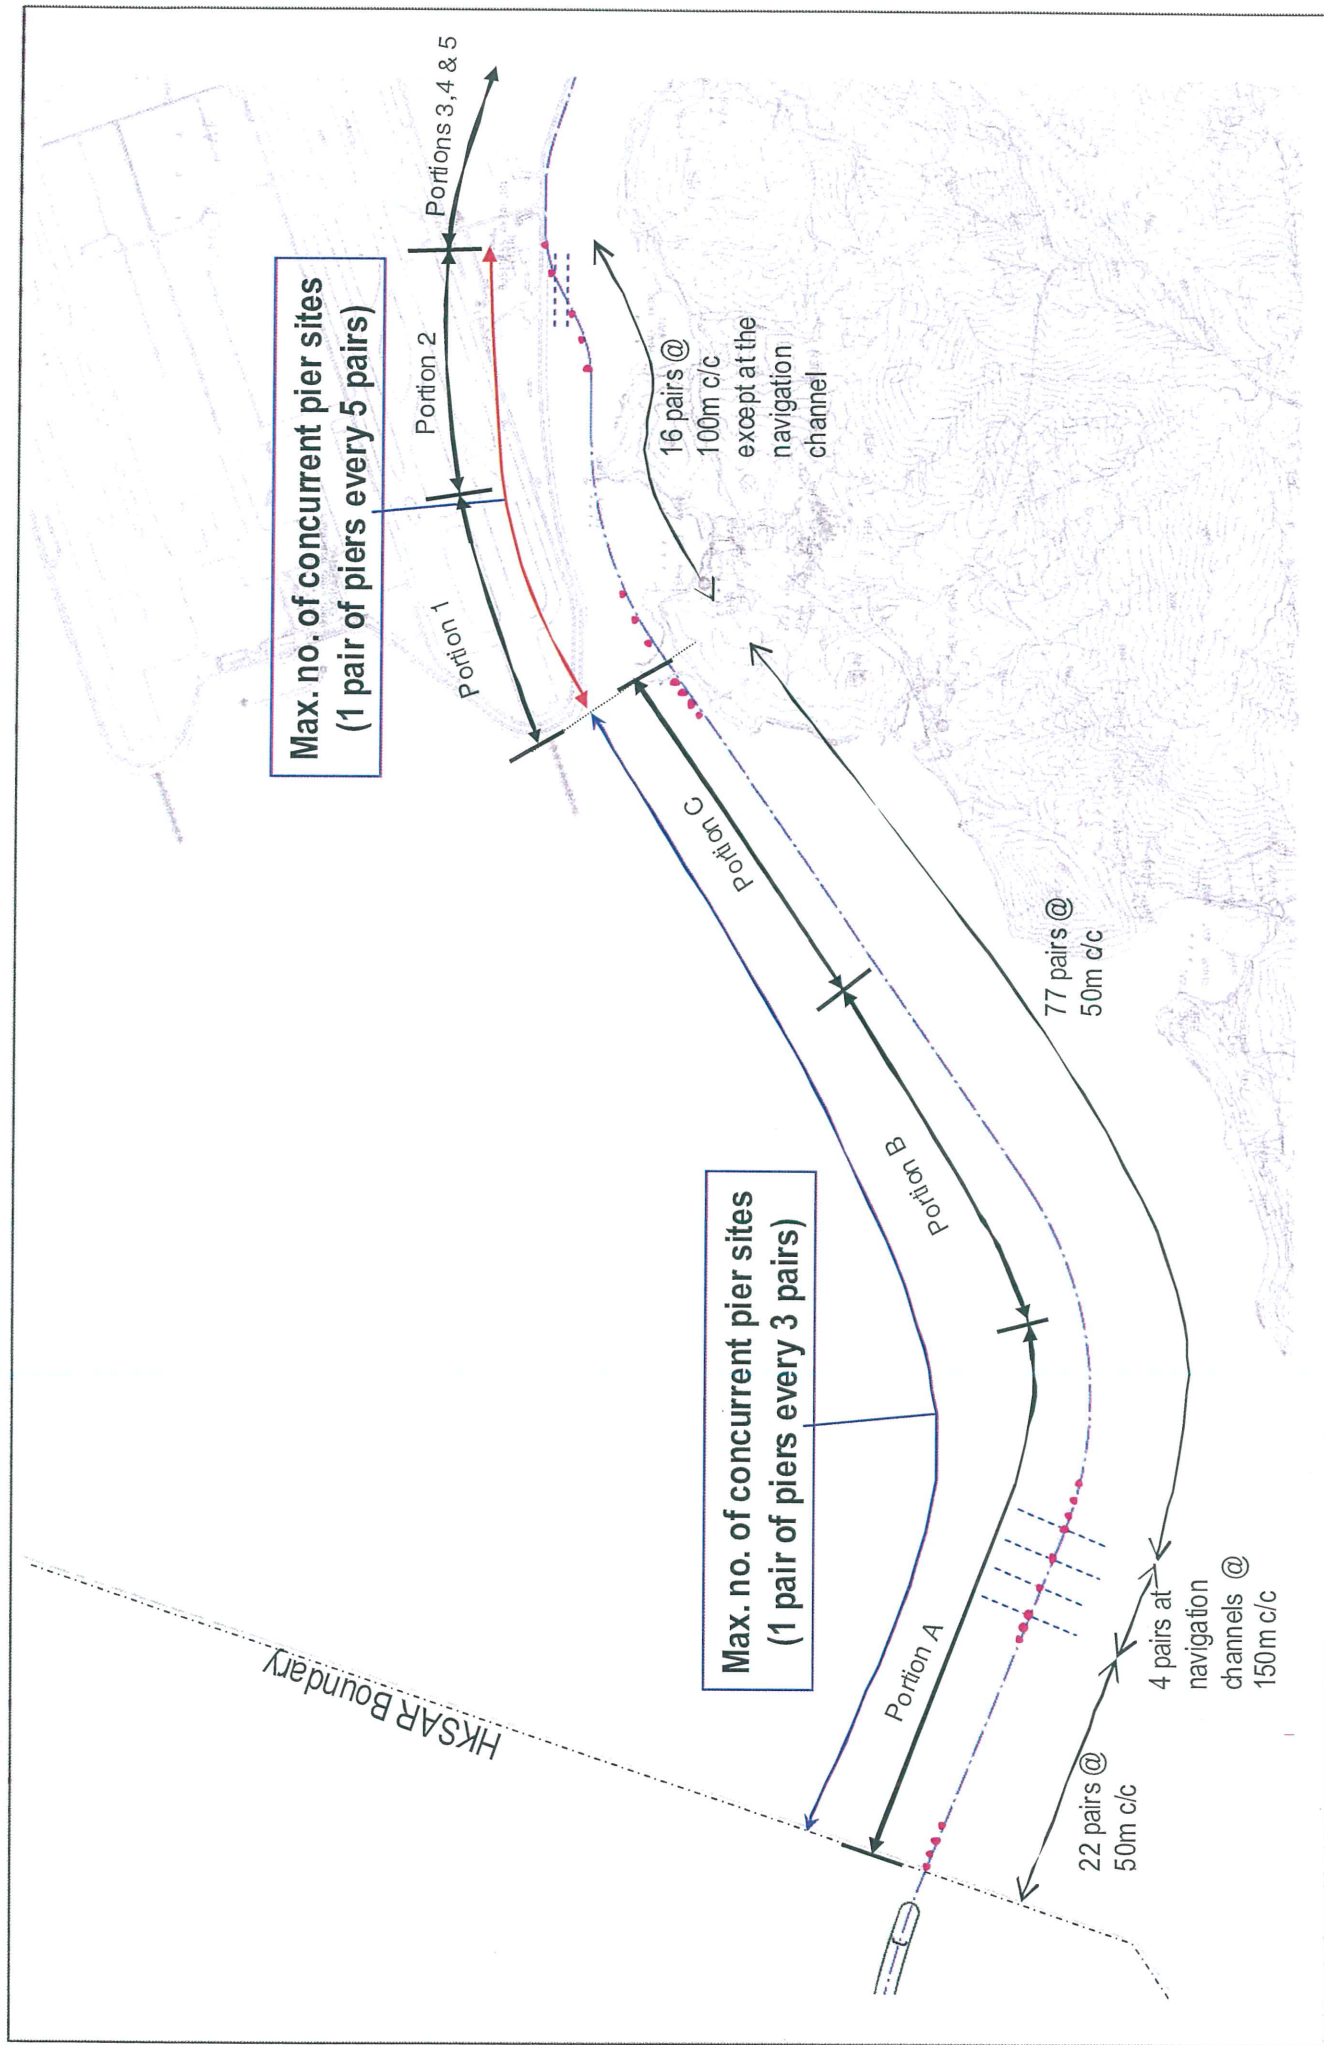 Portions 3,4 & 5
Max. no. of concurrent pier sites
(1 pair of piers every 5 pairs)
Portion 2
Portion 1
16 pairs @
100m c/c
except at the
navigation
channel
Portion C
77 pairs @
50m c/c
Portion B
Max. no. of concurrent pier sites
(1 pair of piers every 3 pairs)
Portion A
HKSAR Boundary
4 pairs at
navigation
channels @
150m c/c
22 pairs @
50m c/c